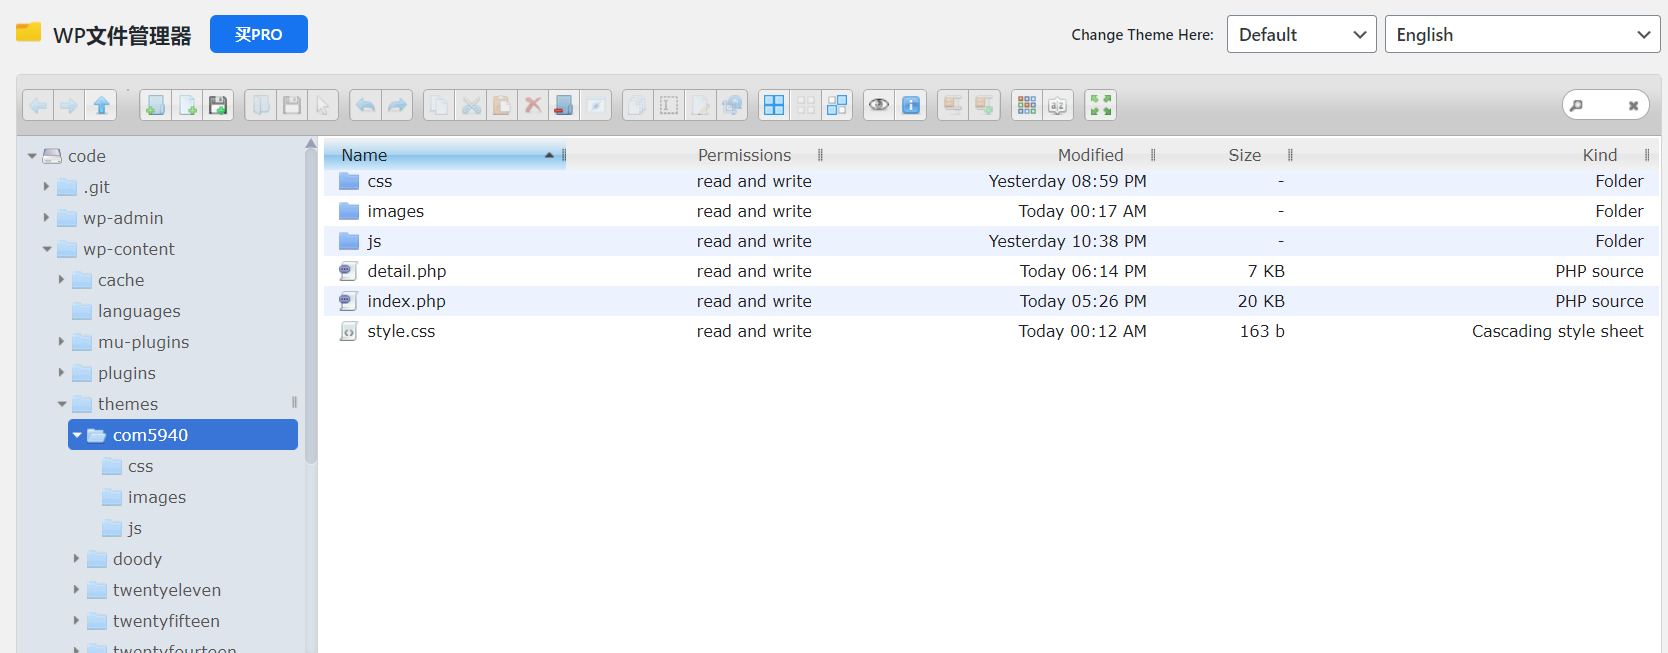 WP文件管理器 买PRO Change Theme Here: Default English
code
.git
wp-admin
wp-content
cache
languages
mu-plugins
plugins
themes
com5940
css
images
js
doody
twentyeleven
twentyfifteen
twentyfourteen
Name Permissions Modified Size Kind
css read and write Yesterday 08:59 PM - Folder
images read and write Today 00:17 AM - Folder
js read and write Yesterday 10:38 PM - Folder
detail.php read and write Today 06:14 PM 7 KB PHP source
index.php read and write Today 05:26 PM 20 KB PHP source
style.css read and write Today 00:12 AM 163 b Cascading style sheet